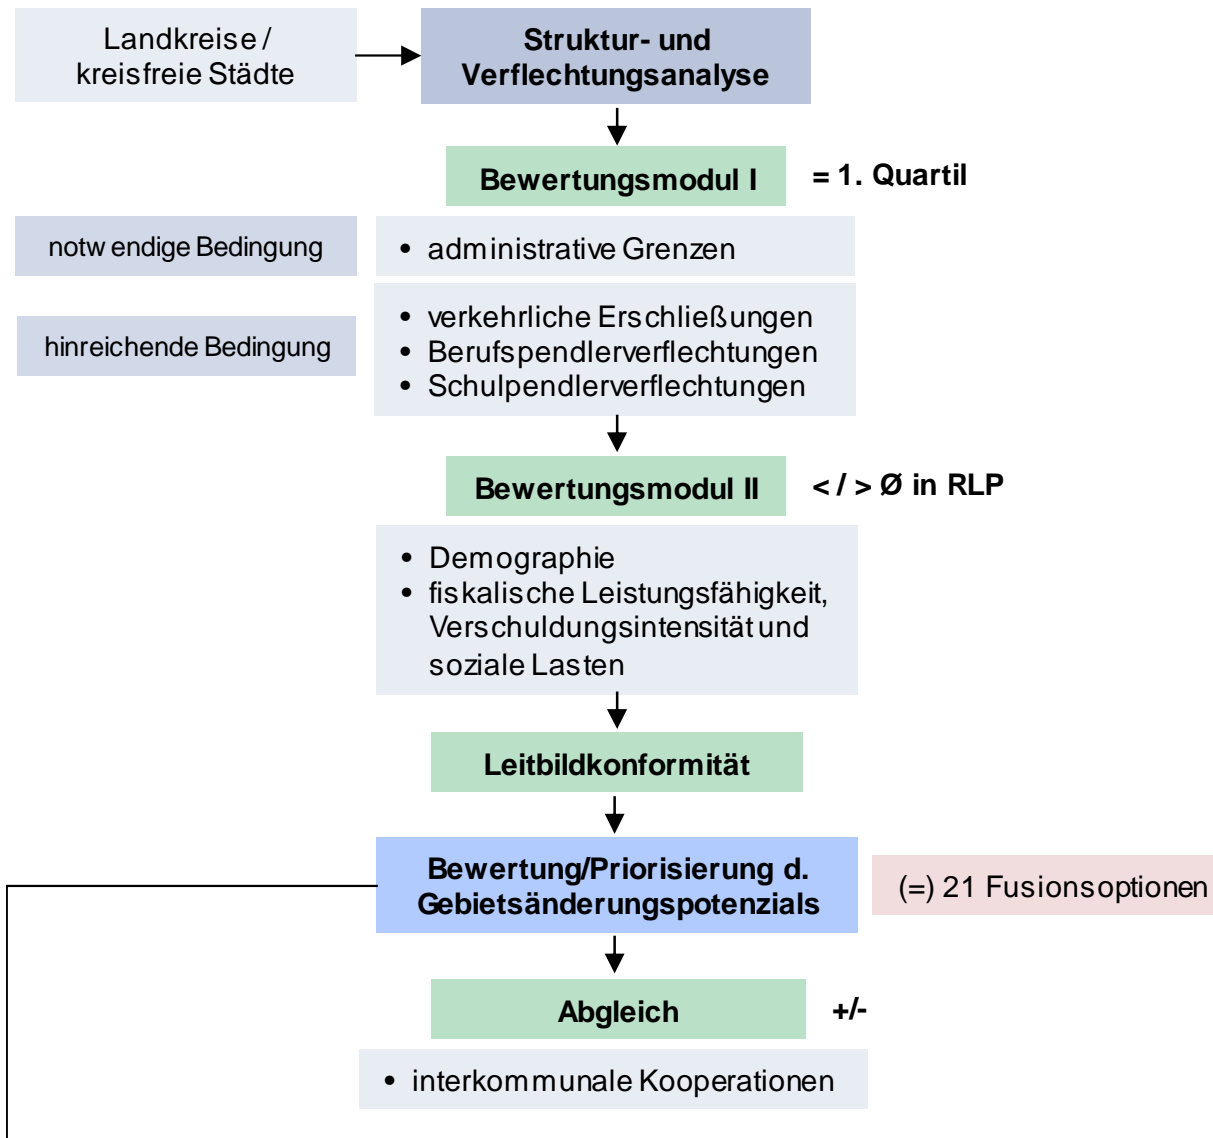 Landkreise /
kreisfreie Städte
Struktur- und
Verflechtungsanalyse
Bewertungsmodul I
= 1. Quartil
notwendige Bedingung
• administrative Grenzen
hinreichende Bedingung
• verkehrliche Erschließungen
• Berufspendlerverflechtungen
• Schulpendlerverflechtungen
Bewertungsmodul II
< / > Ø in RLP
• Demographie
• fiskalische Leistungsfähigkeit,
Verschuldungsintensität und
soziale Lasten
Leitbildkonformität
Bewertung/Priorisierung d.
Gebietsänderungspotenzials
(=) 21 Fusionsoptionen
Abgleich
+/-
• interkommunale Kooperationen